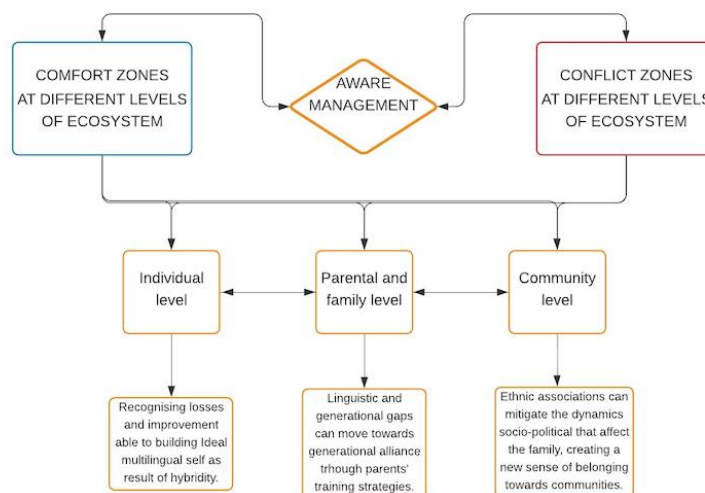 COMFORT ZONES
AT DIFFERENT LEVELS
OF ECOSYSTEM
AWARE
MANAGEMENT
CONFLICT ZONES
AT DIFFERENT LEVELS
OF ECOSYSTEM
Individual
level
Parental and
family level
Community
level
Recognising losses
and improvement
able to building Ideal
multilingual self as
result of hybridity.
Linguistic and
generational gaps
can move towards
generational alliance
trhough parents'
training strategies.
Ethnic associations can
mitigate the dynamics
socio-political that affect
the family, creating a
new sense of belonging
towards communities.